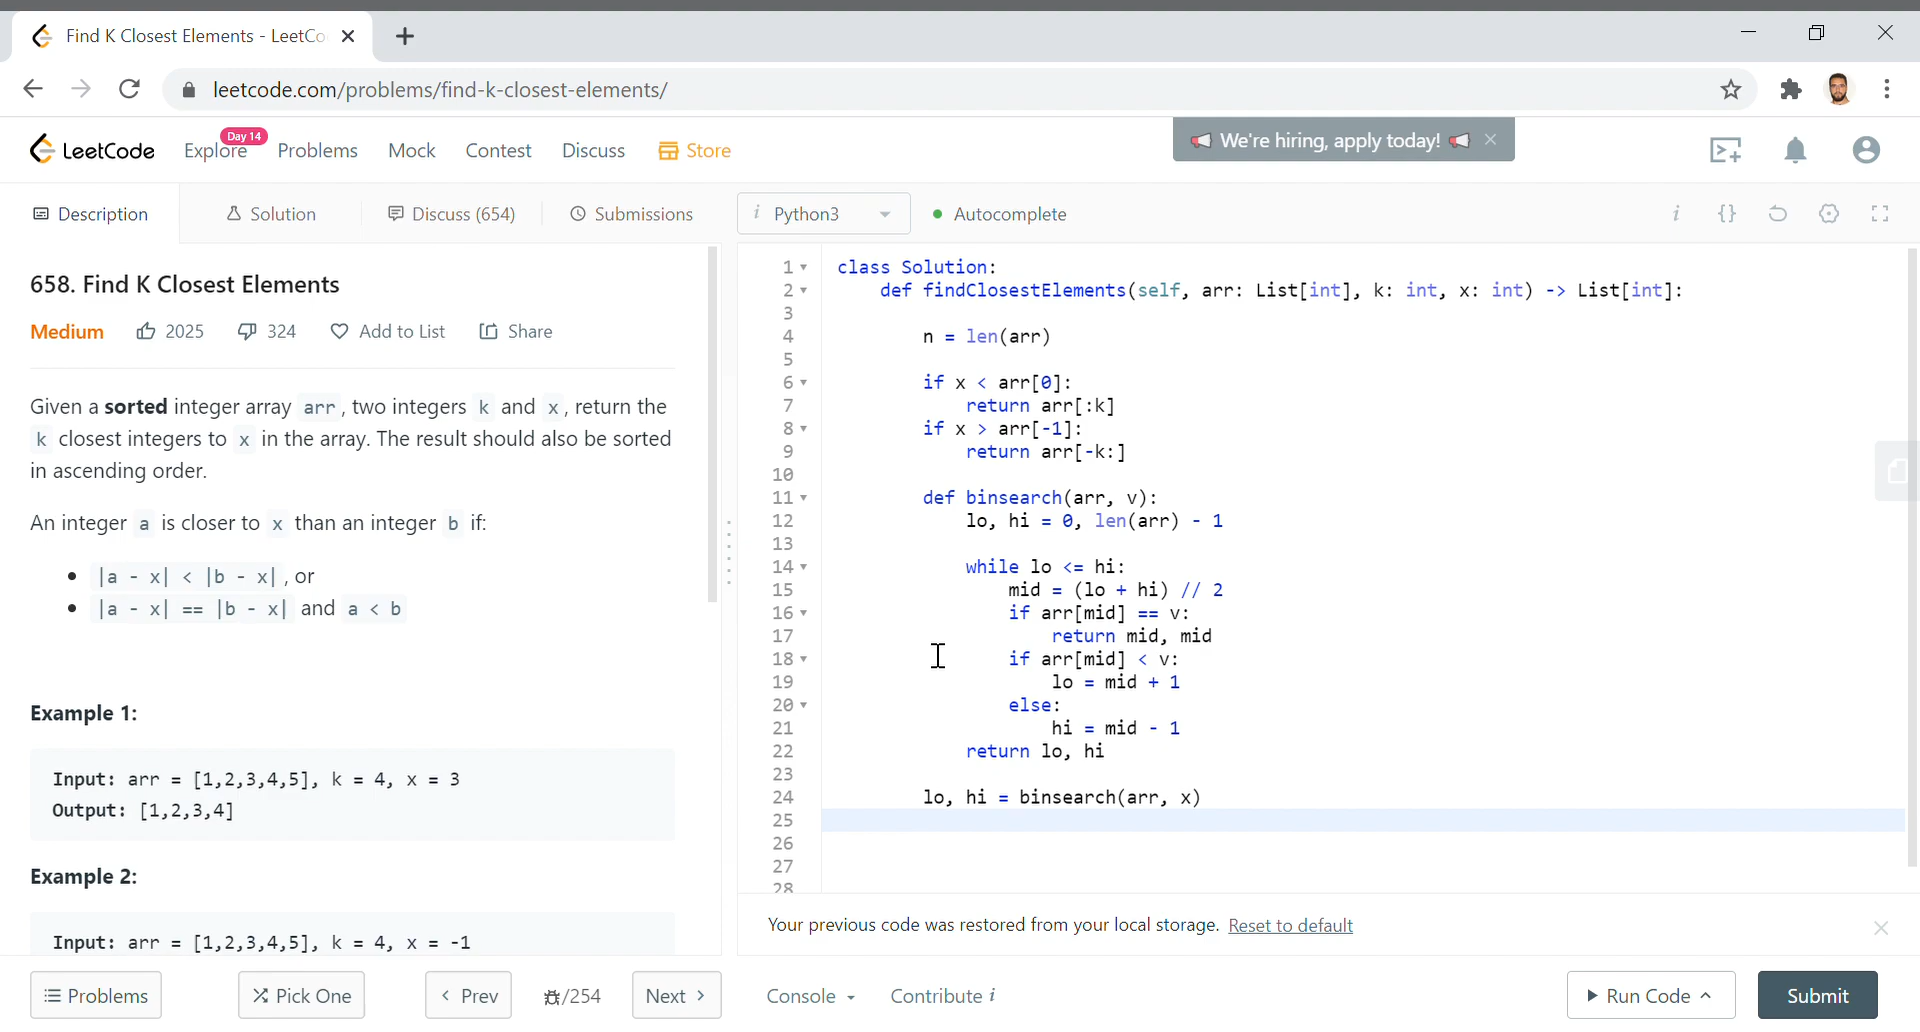 Find K Closest Elements - LeetCo
leetcode.com/problems/find-k-closest-elements/
LeetCode
Explore
Day 14
Problems
Mock
Contest
Discuss
Store
We're hiring, apply today!
Description
Solution
Discuss (654)
Submissions
i Python3
Autocomplete
i
{}
658. Find K Closest Elements
Medium
2025
324
Add to List
Share
Given a sorted integer array arr, two integers k and x, return the
k closest integers to x in the array. The result should also be sorted
in ascending order.
An integer a is closer to x than an integer b if:
• |a - x| < |b - x|, or
• |a - x| == |b - x| and a < b
Example 1:
Input: arr = [1,2,3,4,5], k = 4, x = 3
Output: [1,2,3,4]
Example 2:
Input: arr = [1,2,3,4,5], k = 4, x = -1
1 class Solution:
2     def findClosestElements(self, arr: List[int], k: int, x: int) -> List[int]:
3
4         n = len(arr)
5
6         if x < arr[0]:
7             return arr[:k]
8         if x > arr[-1]:
9             return arr[-k:]
10
11         def binsearch(arr, v):
12             lo, hi = 0, len(arr) - 1
13
14             while lo <= hi:
15                 mid = (lo + hi) // 2
16                 if arr[mid] == v:
17                     return mid, mid
18                 if arr[mid] < v:
19                     lo = mid + 1
20                 else:
21                     hi = mid - 1
22             return lo, hi
23
24         lo, hi = binsearch(arr, x)
25
26
27
28
Your previous code was restored from your local storage. Reset to default
Problems
Pick One
< Prev
/254
Next >
Console
Contribute i
Run Code
Submit